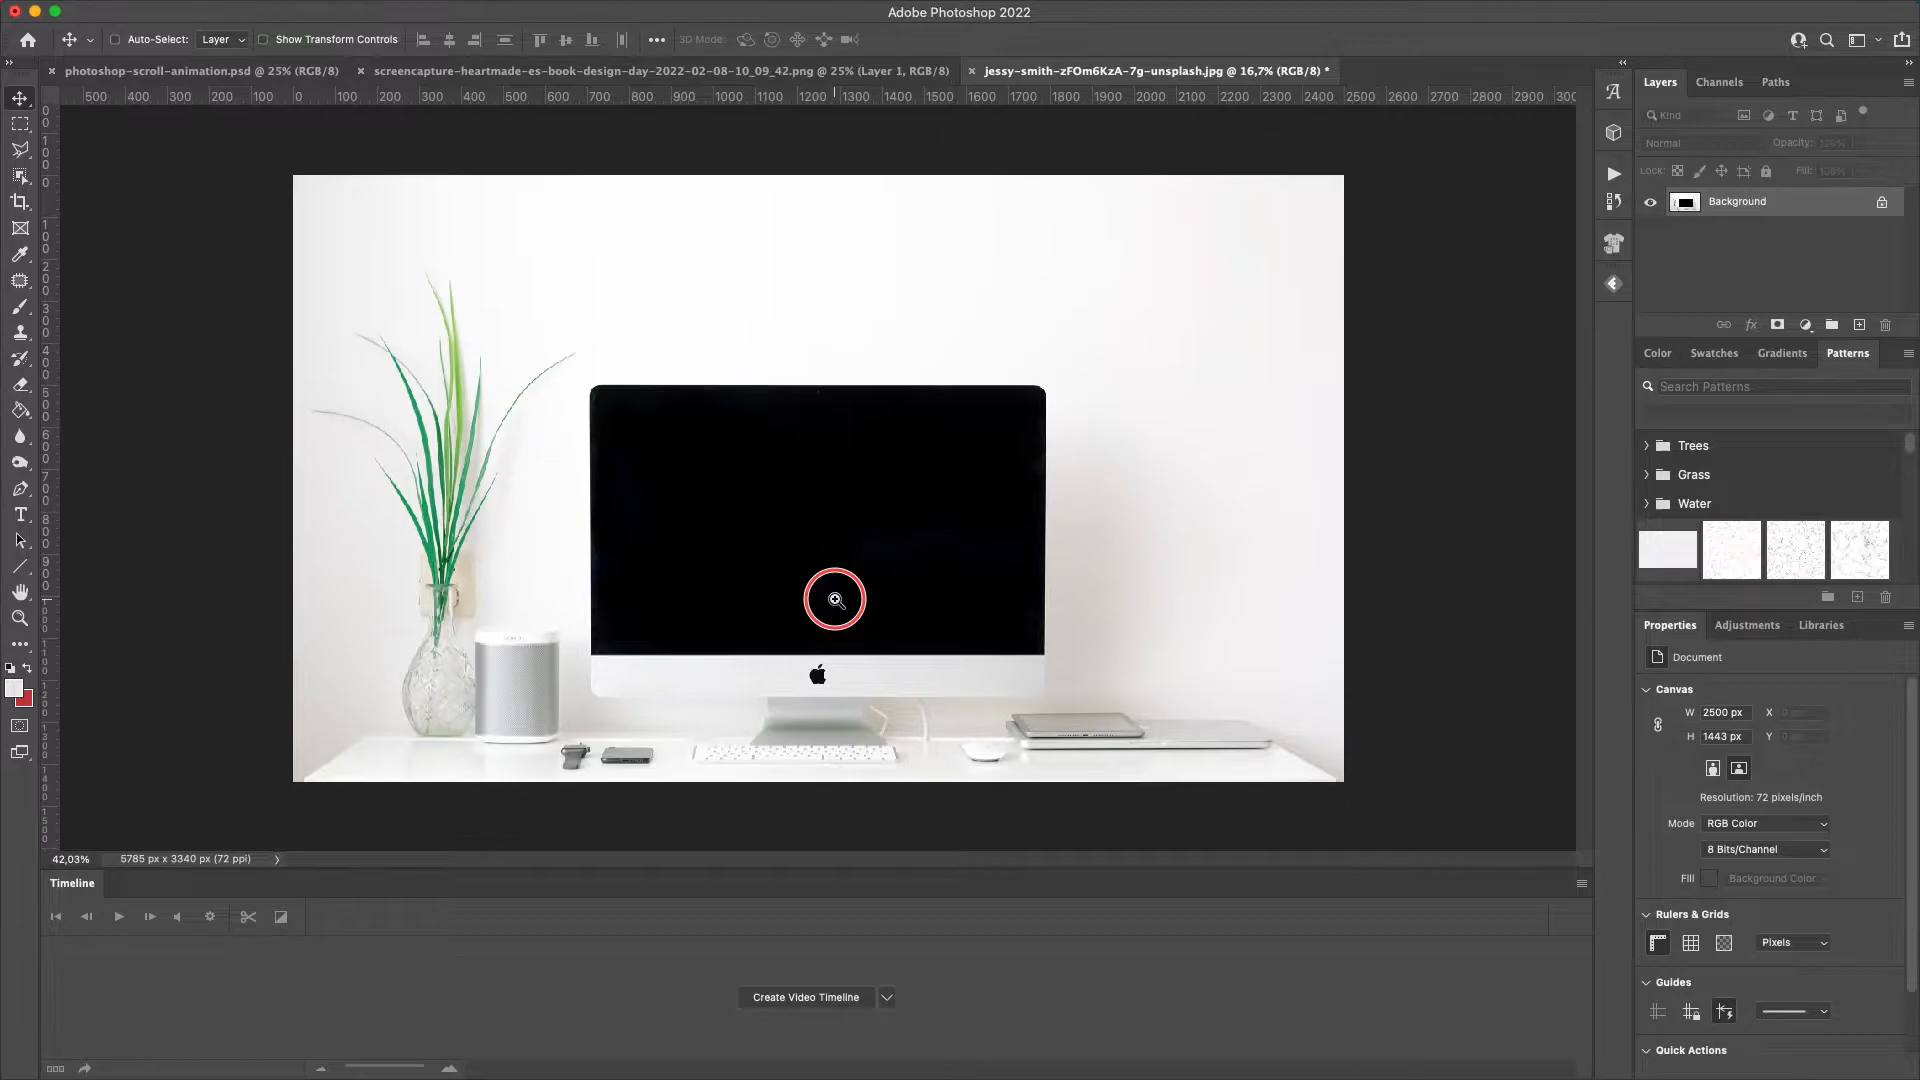 Adobe Photoshop 2022
Auto-Select: Layer Show Transform Controls 3D Mode:
photoshop-scroll-animation.psd @ 25% (RGB/8) screencapture-heartmade-es-book-design-day-2022-02-08-10_09_42.png @ 25% (Layer 1, RGB/8) jessy-smith-zFOm6KzA-7g-unsplash.jpg @ 16,7% (RGB/8) *
500 400 300 200 100 0 100 200 300 400 500 600 700 800 900 1000 1100 1200 1300 1400 1500 1600 1700 1800 1900 2000 2100 2200 2300 2400 2500 2600 2700 2800 2900
Layers Channels Paths
Kind
Normal Opacity: 100%
Lock: Fill: 100%
Background
Color Swatches Gradients Patterns
Search Patterns
Trees
Grass
Water
Properties Adjustments Libraries
Document
Canvas
W 2500 px X
H 1443 px Y
Resolution: 72 pixels/inch
Mode RGB Color
8 Bits/Channel
Fill Background Color
Rulers & Grids
Pixels
Guides
Quick Actions
42,03% 5785 px x 3340 px (72 ppi)
Timeline
Create Video Timeline